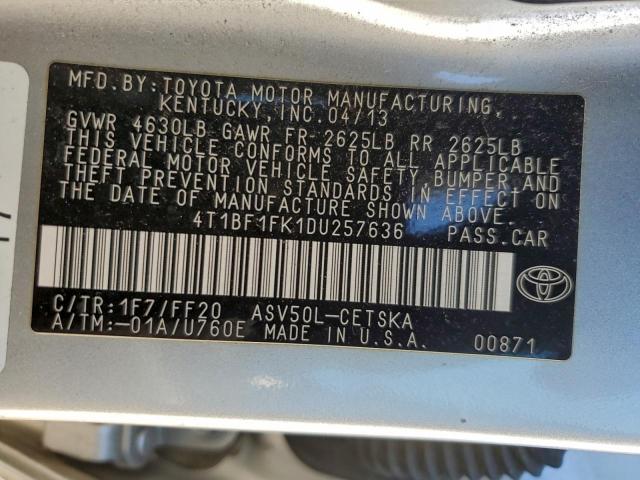 MFD. BY: TOYOTA MOTOR MANUFACTURING,
KENTUCKY, INC. 04/13
GVWR 4630LB GAWR FR 2625LB RR 2625LB
THIS VEHICLE CONFORMS TO ALL APPLICABLE
FEDERAL MOTOR VEHICLE SAFETY, BUMPER AND
THEFT PREVENTION STANDARDS IN EFFECT ON
THE DATE OF MANUFACTURE SHOWN ABOVE.
4T1BF1FK1DU257636 PASS.CAR
C/TR:1F7/FF20 ASV50L-CETSKA
A/TM:-01A/U760E MADE IN U.S.A. 00871